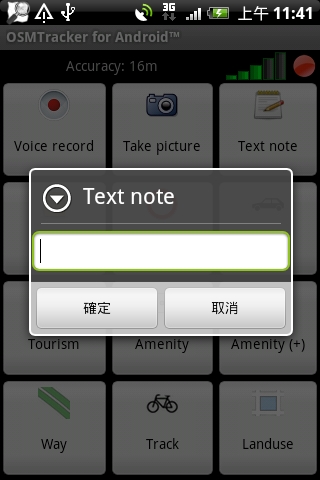 3G
上午 11:41
OSMTracker for Android™
Accuracy: 16m
Voice record
Take picture
Text note
Text note
確定
取消
Tourism
Amenity
Amenity (+)
Way
Track
Landuse